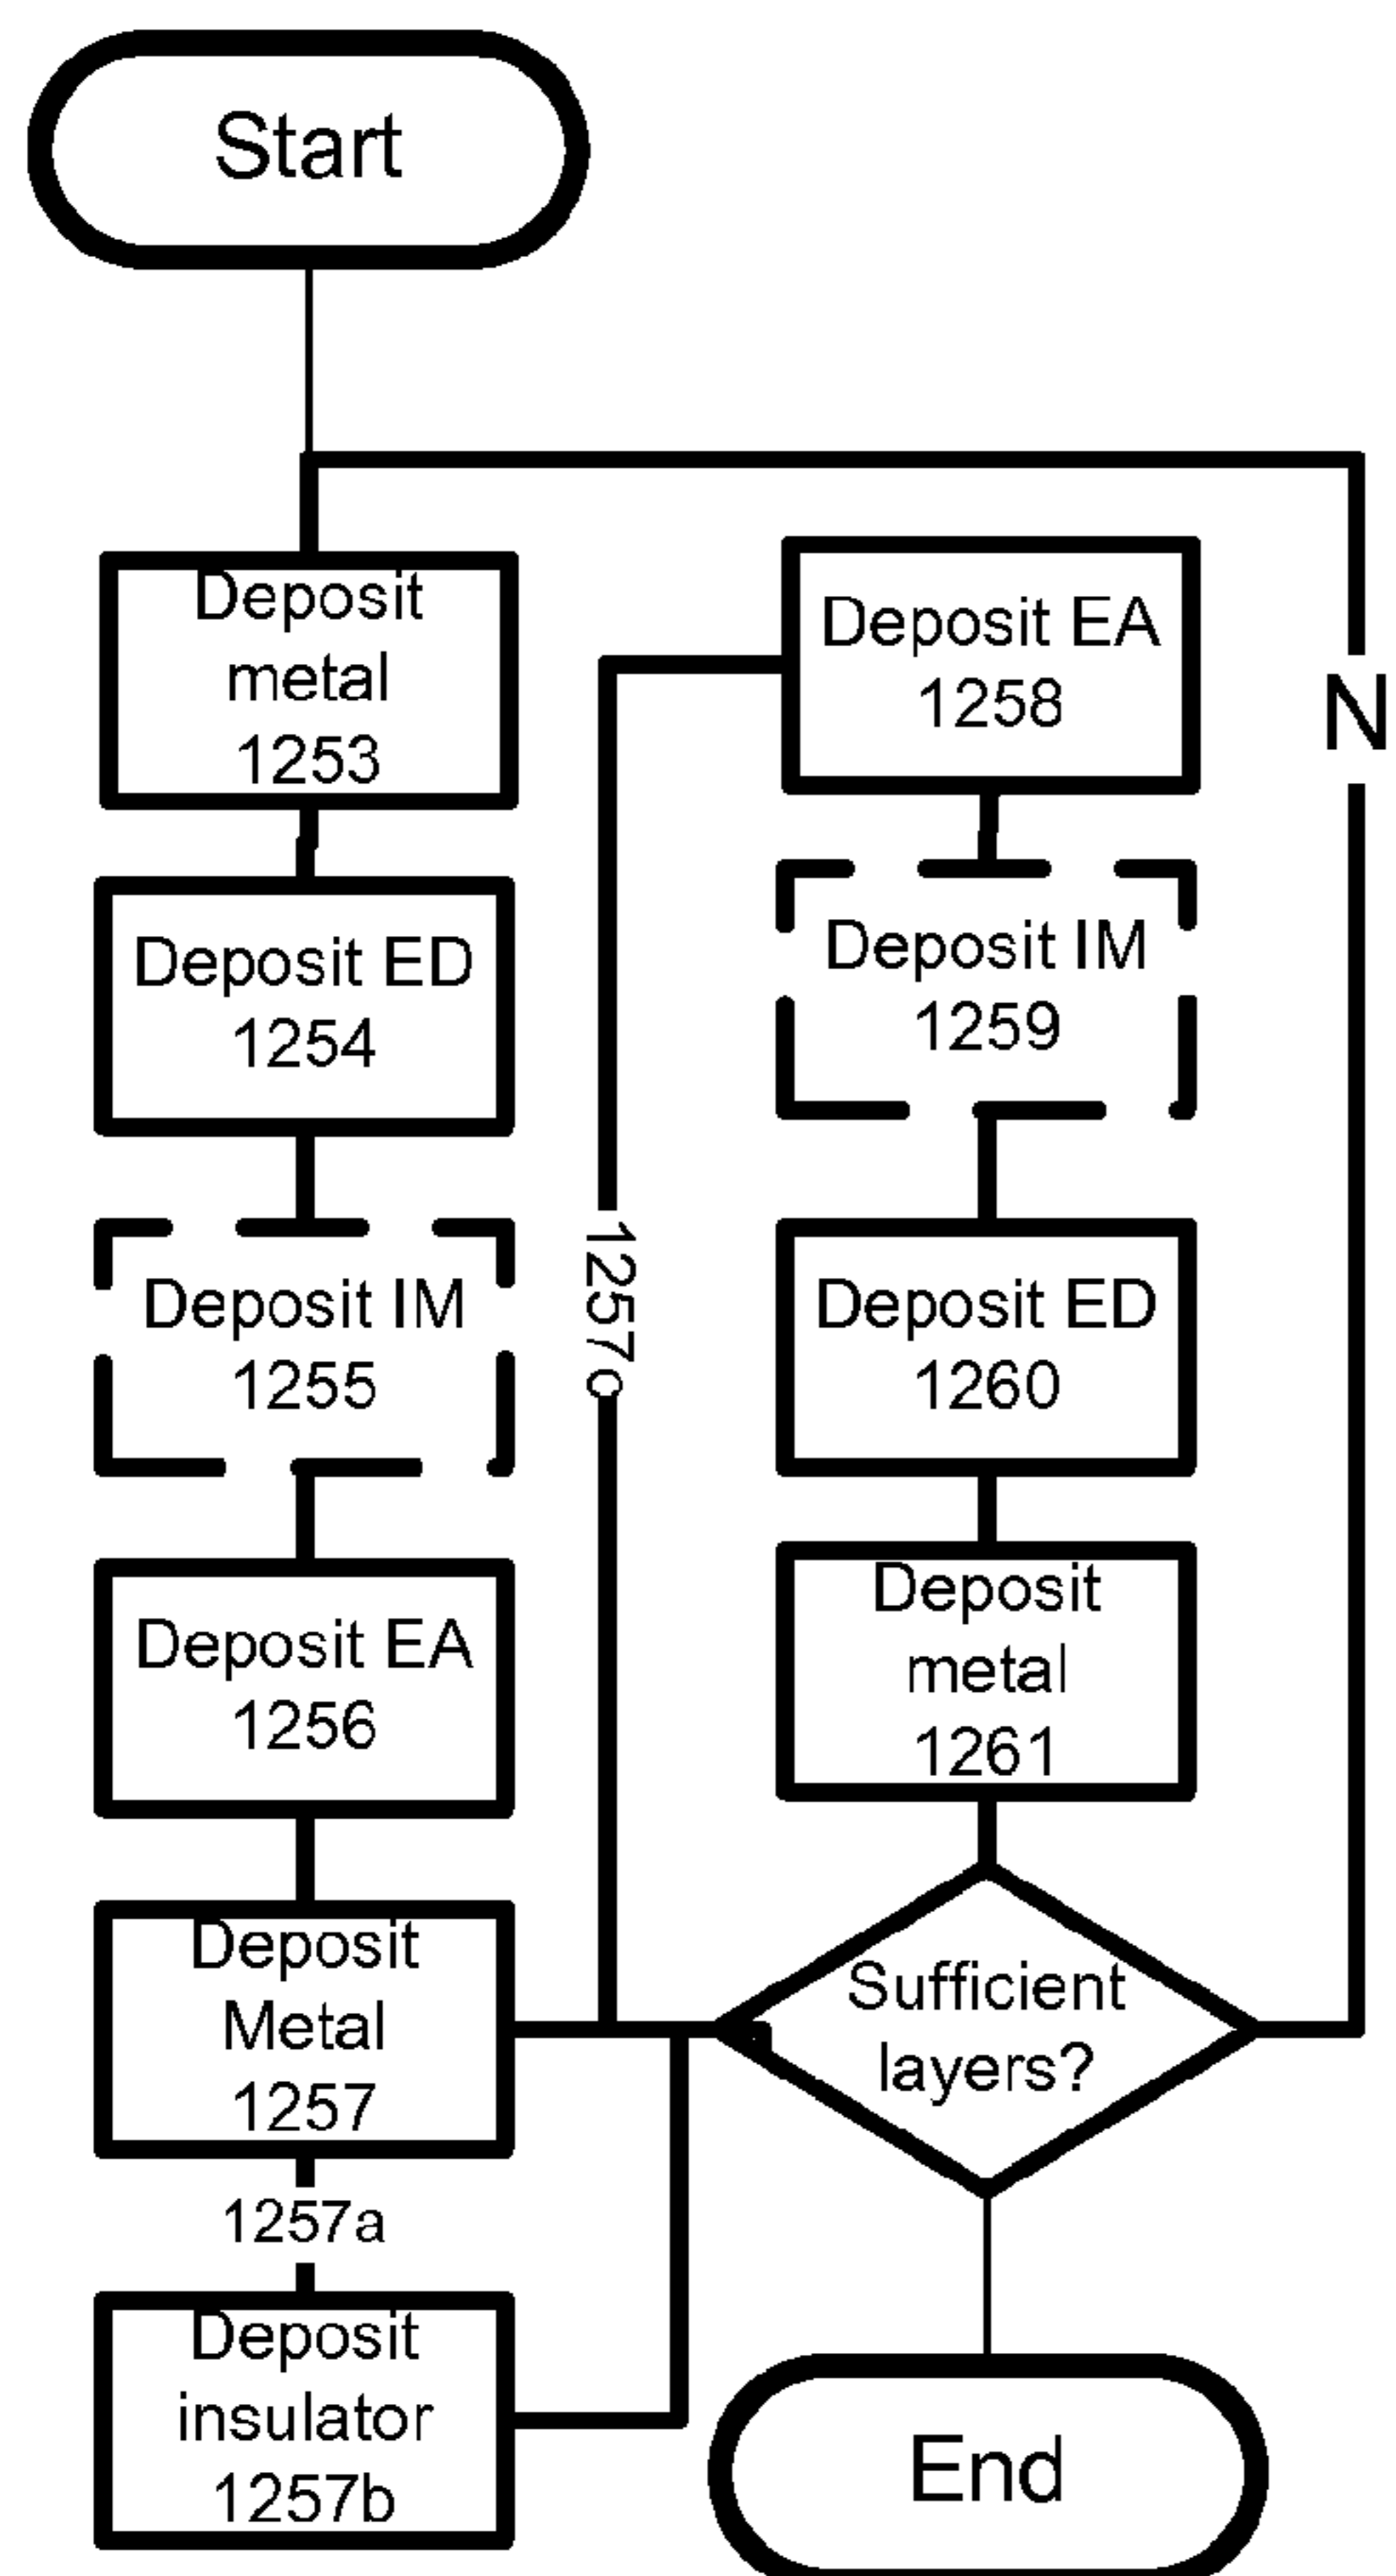 Start
Deposit
metal
1253
Deposit ED
1254
Deposit IM
1255
Deposit EA
1256
Deposit
Metal
1257
1257a
Deposit
insulator
1257b
1257c
Deposit EA
1258
Deposit IM
1259
Deposit ED
1260
Deposit
metal
1261
Sufficient
layers?
N
End